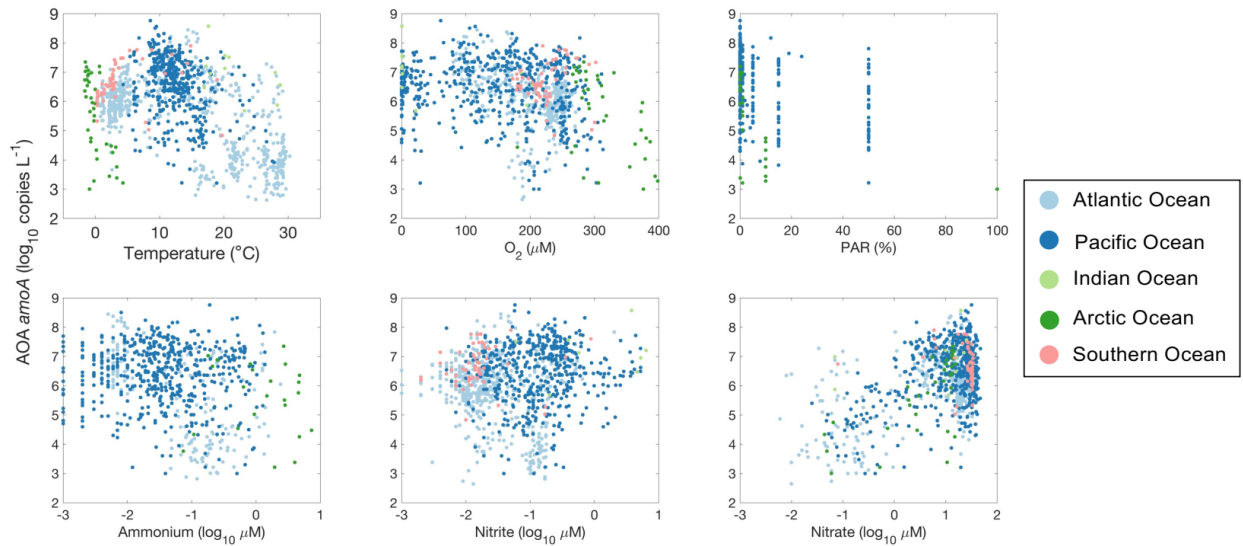 AOA amoA (log10 copies L⁻¹)
9
8
7
6
5
4
3
2
0 10 20 30
Temperature (°C)
9
8
7
6
5
4
3
2
0 100 200 300 400
O2 (μM)
9
8
7
6
5
4
3
2
0 20 40 60 80 100
PAR (%)
Atlantic Ocean
Pacific Ocean
Indian Ocean
Arctic Ocean
Southern Ocean
9
8
7
6
5
4
3
2
-3 -2 -1 0 1
Ammonium (log10 μM)
9
8
7
6
5
4
3
2
-3 -2 -1 0 1
Nitrite (log10 μM)
9
8
7
6
5
4
3
2
-3 -2 -1 0 1 2
Nitrate (log10 μM)